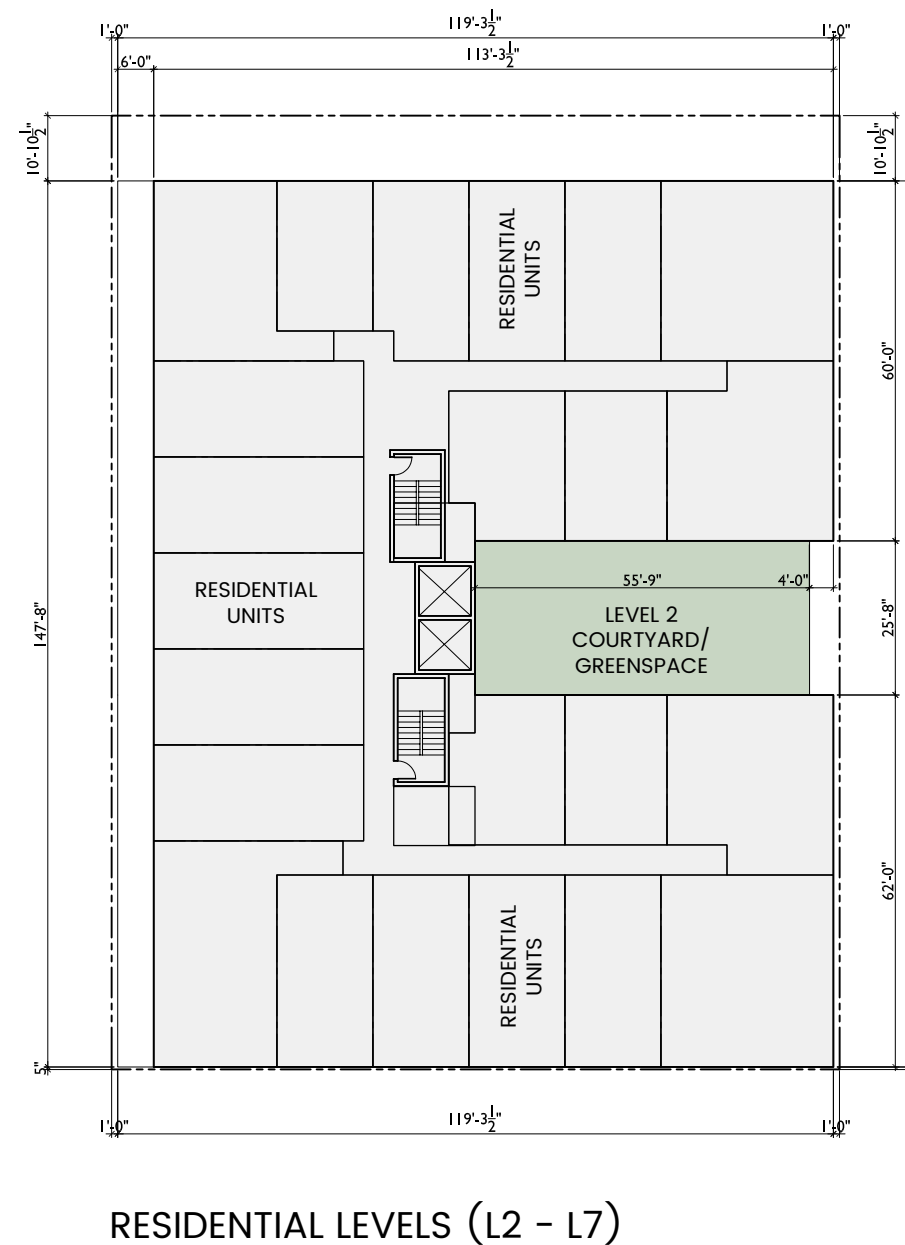 119'-3 1/2"
1'-0"
1'-0"
113'-3 1/2"
6'-0"
10'-10 1/2"
10'-10 1/2"
RESIDENTIAL
UNITS
60'-0"
RESIDENTIAL
UNITS
55'-9"
4'-0"
LEVEL 2
COURTYARD/
GREENSPACE
147'-8"
25'-8"
62'-0"
RESIDENTIAL
UNITS
5"
1'-0"
119'-3 1/2"
1'-0"
RESIDENTIAL LEVELS (L2 - L7)